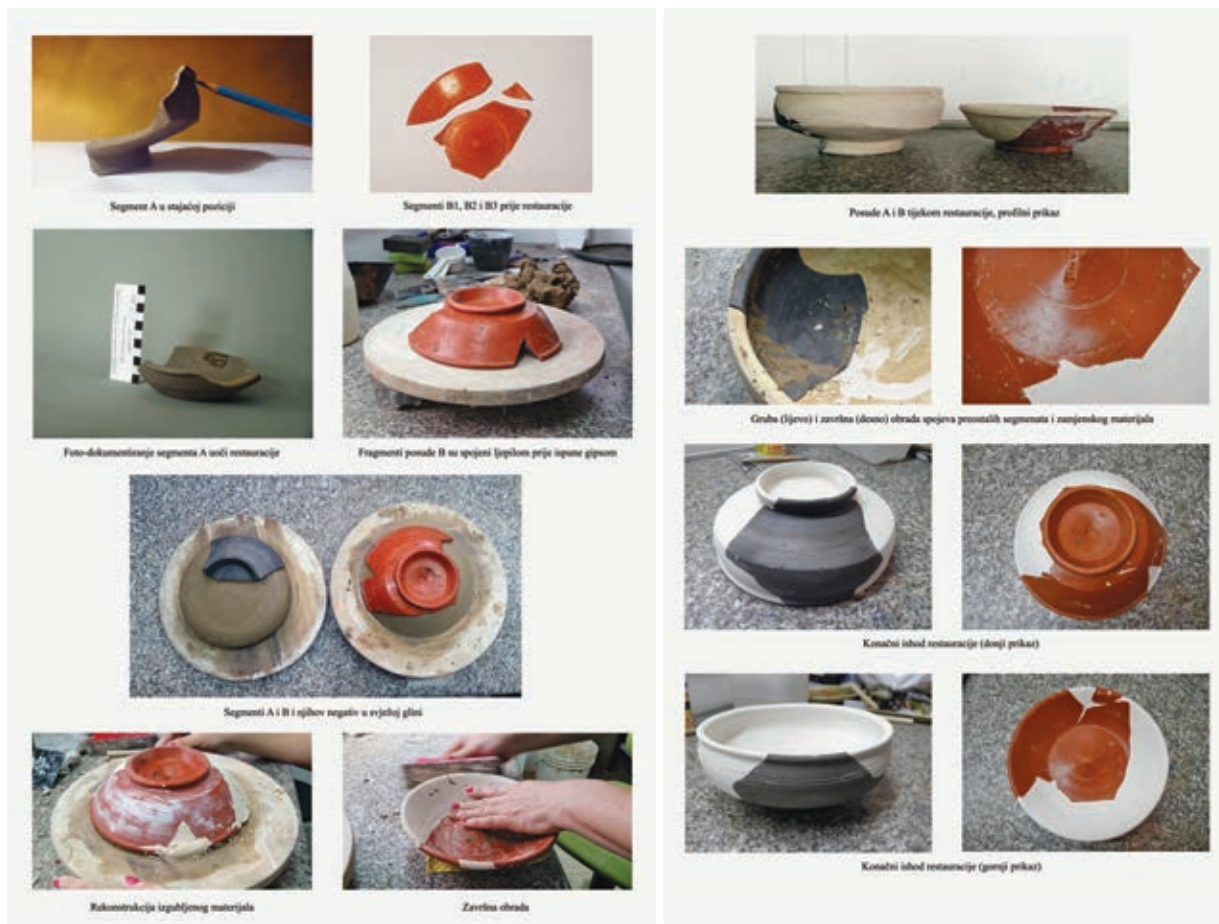 Segment A u stajaćoj poziciji
Segmenti B1, B2 i B3 prije restauracije
Foto-dokumentiranje segmenta A uoči restauracije
Fragmenti posude B su spojeni ljepilom prije ispune gipsom
Segmenti A i B i njihov negativ u svježoj glini
Rekonstrukcija izgubljenog materijala
Završna obrada
Posude A i B tijekom restauracije, profilni prikaz
Gruba (lijevo) i završna (desno) obrada spojeva preostalih segmenata i zamjenskog materijala
Konačni ishod restauracije (donji prikaz)
Konačni ishod restauracije (gornji prikaz)